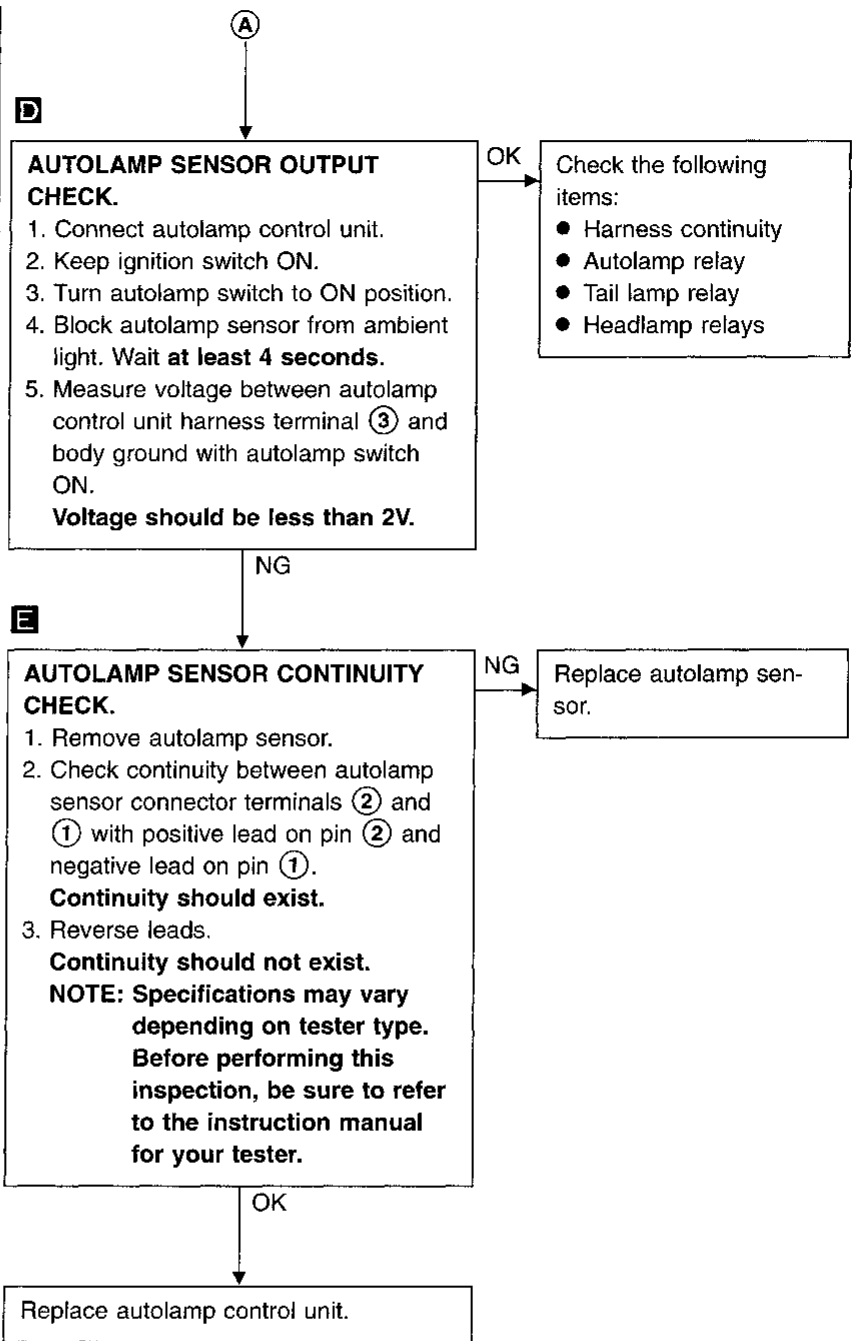 A
D
AUTOLAMP SENSOR OUTPUT
CHECK.
1. Connect autolamp control unit.
2. Keep ignition switch ON.
3. Turn autolamp switch to ON position.
4. Block autolamp sensor from ambient
light. Wait at least 4 seconds.
5. Measure voltage between autolamp
control unit harness terminal ③ and
body ground with autolamp switch
ON.
Voltage should be less than 2V.
OK
Check the following
items:
● Harness continuity
● Autolamp relay
● Tail lamp relay
● Headlamp relays
NG
E
AUTOLAMP SENSOR CONTINUITY
CHECK.
1. Remove autolamp sensor.
2. Check continuity between autolamp
sensor connector terminals ② and
① with positive lead on pin ② and
negative lead on pin ①.
Continuity should exist.
3. Reverse leads.
Continuity should not exist.
NOTE: Specifications may vary
depending on tester type.
Before performing this
inspection, be sure to refer
to the instruction manual
for your tester.
NG
Replace autolamp sen-
sor.
OK
Replace autolamp control unit.